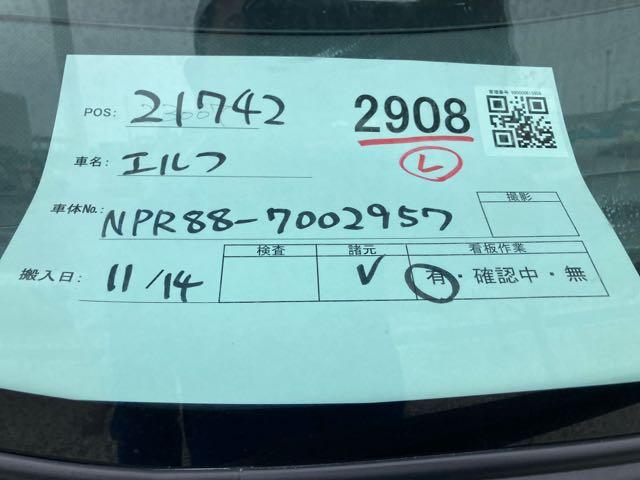 POS: 21742
2908
L
車名: エルフ
車体No.: NPR88-7002957
撮影
搬入日: 11/14
検査 諸元 看板作業
✓ 有・確認中・無